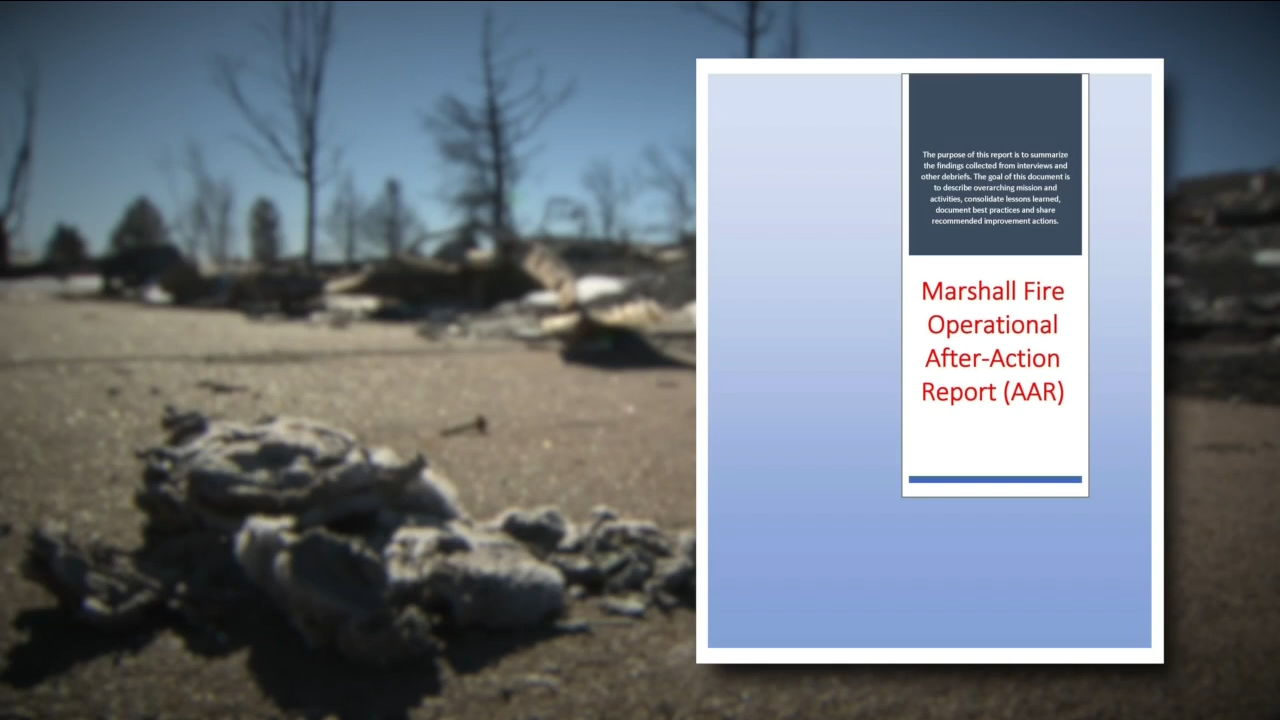 The purpose of this report is to summarize
the findings collected from interviews and
other debriefs. The goal of this document is
to describe overarching mission and
activities, consolidate lessons learned,
document best practices and share
recommended improvement actions.
Marshall Fire
Operational
After-Action
Report (AAR)